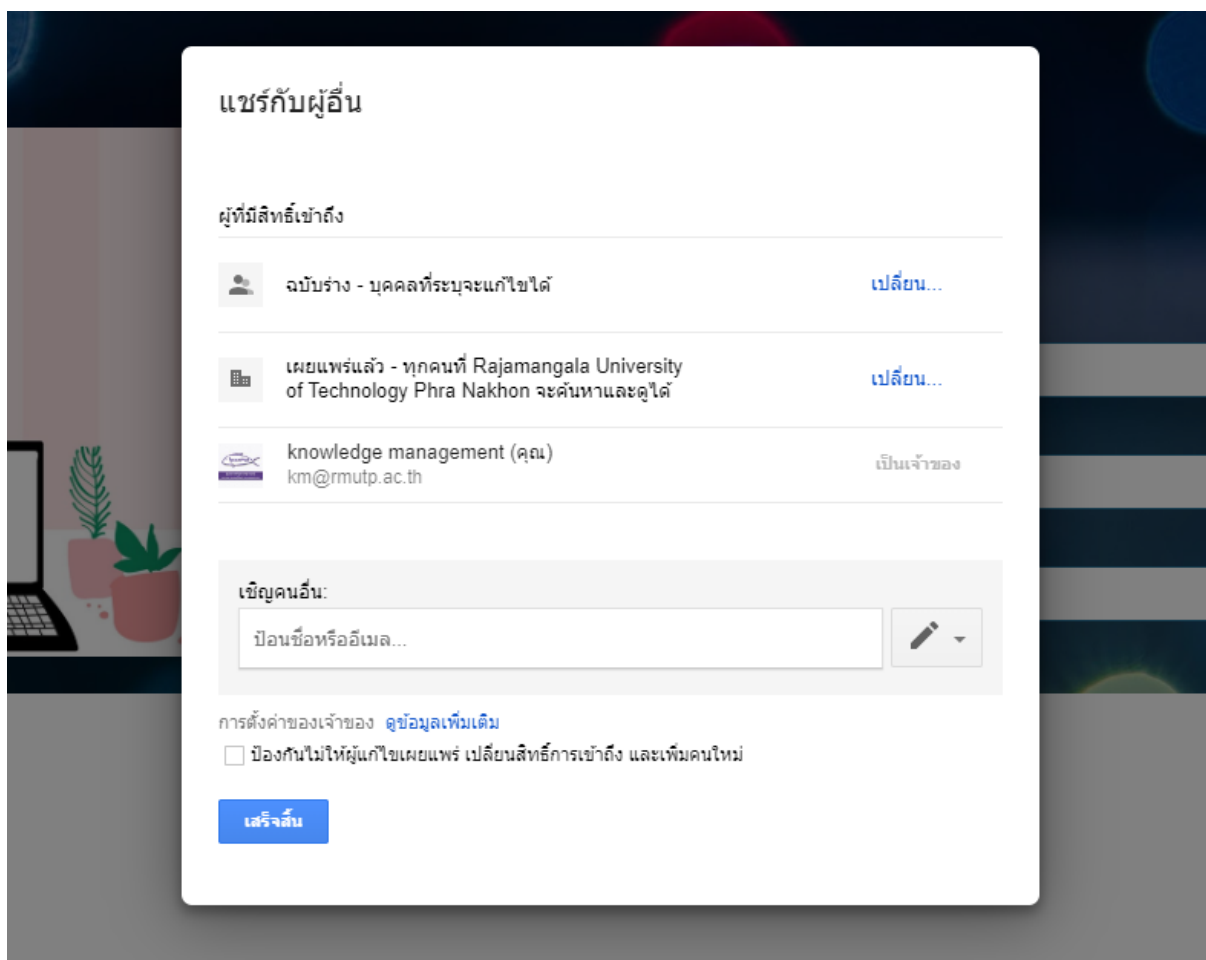 แชร์กับผู้อื่น
ผู้ที่มีสิทธิ์เข้าถึง
ฉบับร่าง - บุคคลที่ระบุจะแก้ไขได้
เปลี่ยน...
เผยแพร่แล้ว - ทุกคนที่ Rajamangala University
of Technology Phra Nakhon จะค้นหาและดูได้
เปลี่ยน...
knowledge management (คุณ)
km@rmutp.ac.th
เป็นเจ้าของ
เชิญคนอื่น:
ป้อนชื่อหรืออีเมล...
การตั้งค่าของเจ้าของ ดูข้อมูลเพิ่มเติม
ป้องกันไม่ให้ผู้แก้ไขเผยแพร่ เปลี่ยนสิทธิ์การเข้าถึง และเพิ่มคนใหม่
เสร็จสิ้น